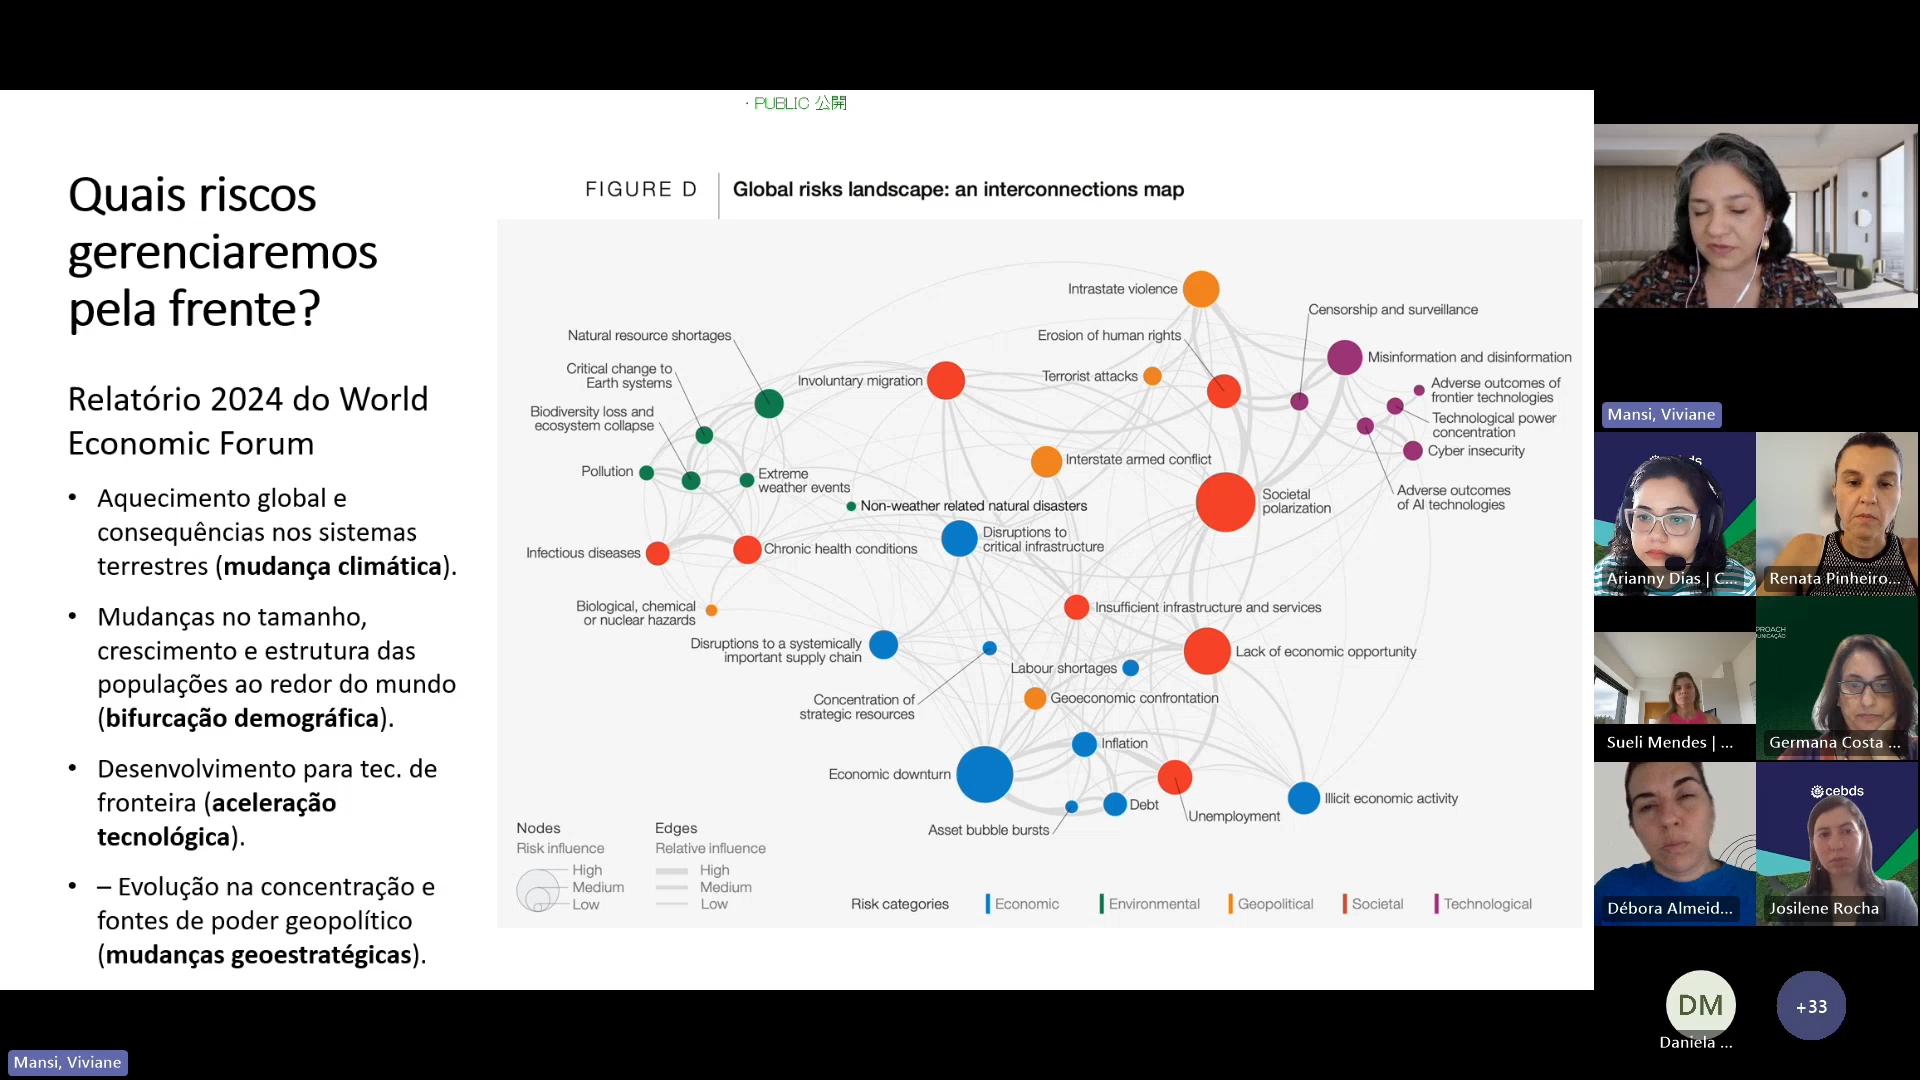 · PUBLIC 公開
Quais riscos
gerenciaremos
pela frente?
Relatório 2024 do World
Economic Forum
• Aquecimento global e
consequências nos sistemas
terrestres (mudança climática).
• Mudanças no tamanho,
crescimento e estrutura das
populações ao redor do mundo
(bifurcação demográfica).
• Desenvolvimento para tec. de
fronteira (aceleração
tecnológica).
• – Evolução na concentração e
fontes de poder geopolítico
(mudanças geoestratégicas).
FIGURE D
Global risks landscape: an interconnections map
Intrastate violence
Censorship and surveillance
Natural resource shortages
Erosion of human rights
Misinformation and disinformation
Critical change to
Earth systems
Involuntary migration
Terrorist attacks
Adverse outcomes of
frontier technologies
Biodiversity loss and
ecosystem collapse
Technological power
concentration
Cyber insecurity
Pollution
Extreme
weather events
Interstate armed conflict
Societal
polarization
Adverse outcomes
of AI technologies
Non-weather related natural disasters
Disruptions to
critical infrastructure
Infectious diseases
Chronic health conditions
Biological, chemical
or nuclear hazards
Insufficient infrastructure and services
Disruptions to a systemically
important supply chain
Lack of economic opportunity
Labour shortages
Concentration of
strategic resources
Geoeconomic confrontation
Inflation
Economic downturn
Debt
Illicit economic activity
Unemployment
Asset bubble bursts
Nodes
Risk influence
High
Medium
Low
Edges
Relative influence
High
Medium
Low
Risk categories
Economic
Environmental
Geopolitical
Societal
Technological
Mansi, Viviane
cebds
Arianny Dias | C...
Renata Pinheiro...
Sueli Mendes | ...
Germana Costa ...
Débora Almeid...
cebds
Josilene Rocha
DM
Daniela ...
+33
Mansi, Viviane